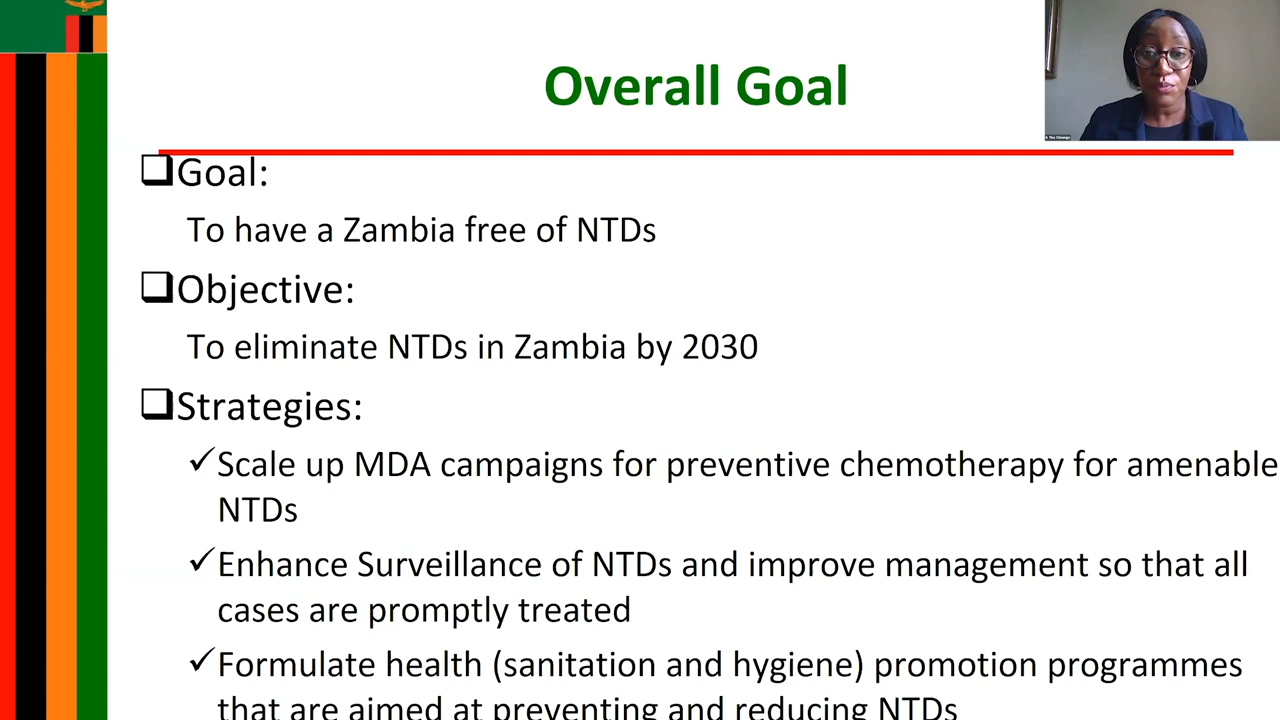 Overall Goal
Goal:
To have a Zambia free of NTDs
Objective:
To eliminate NTDs in Zambia by 2030
Strategies:
Scale up MDA campaigns for preventive chemotherapy for amenable
NTDs
Enhance Surveillance of NTDs and improve management so that all
cases are promptly treated
Formulate health (sanitation and hygiene) promotion programmes
that are aimed at preventing and reducing NTDs